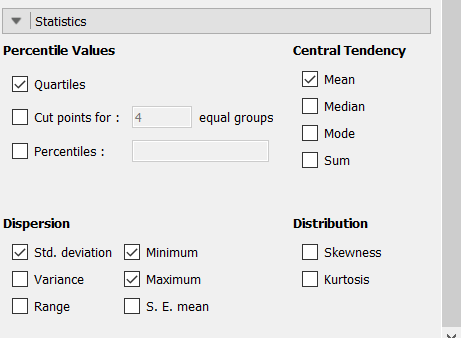 Statistics
Percentile Values
Quartiles
Cut points for : 4 equal groups
Percentiles :
Central Tendency
Mean
Median
Mode
Sum
Dispersion
Std. deviation Minimum
Variance Maximum
Range S. E. mean
Distribution
Skewness
Kurtosis